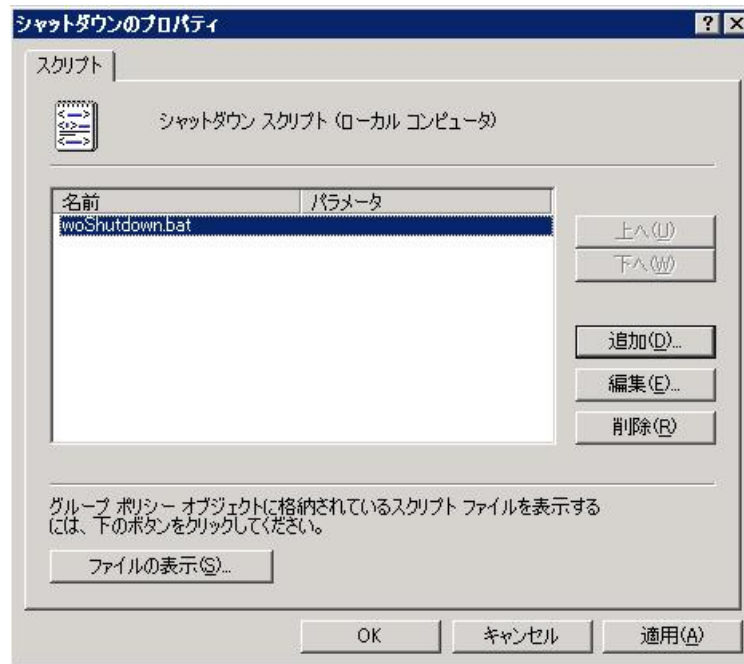 シャットダウンのプロパティ
スクリプト
シャットダウン スクリプト (ローカル コンピュータ)
名前 パラメータ
woShutdown.bat
上へ(U)
下へ(W)
追加(D)...
編集(E)...
削除(R)
グループ ポリシー オブジェクトに格納されているスクリプト ファイルを表示する
には、下のボタンをクリックしてください。
ファイルの表示(S)...
OK キャンセル 適用(A)